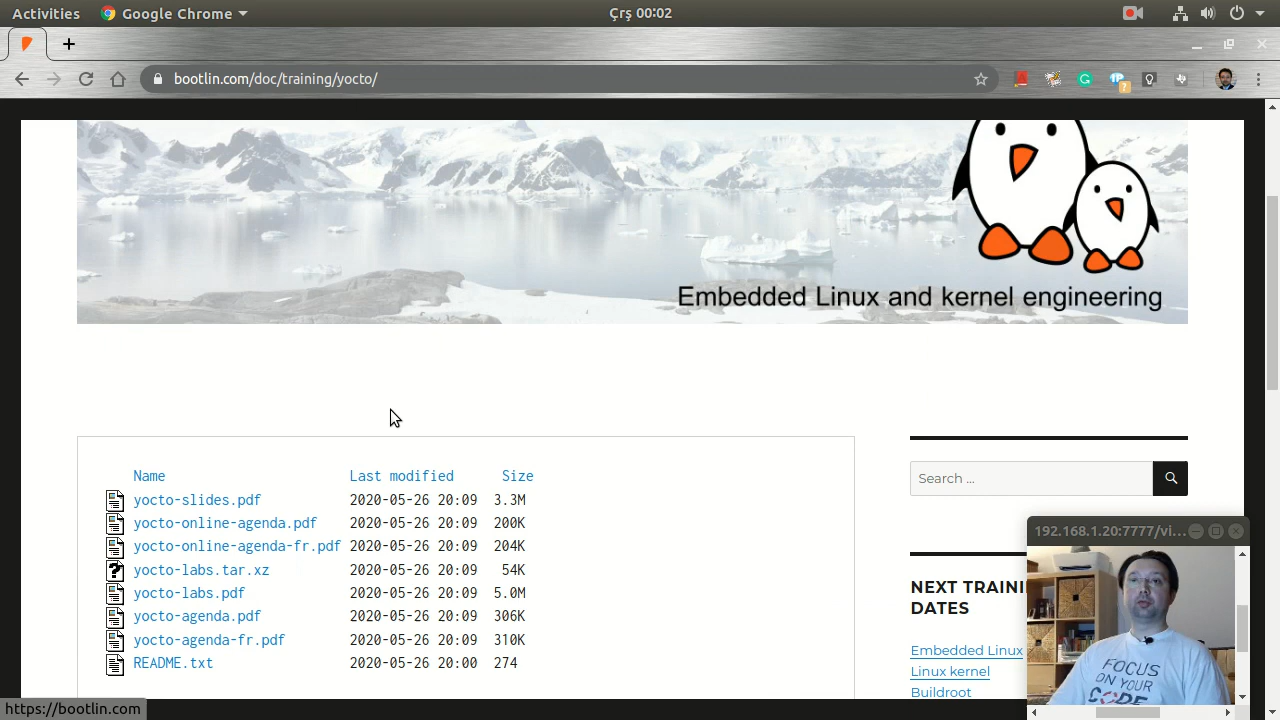 Activities Google Chrome Çrş 00:02
bootlin.com/doc/training/yocto/
Embedded Linux and kernel engineering
Name Last modified Size
yocto-slides.pdf 2020-05-26 20:09 3.3M
yocto-online-agenda.pdf 2020-05-26 20:09 200K
yocto-online-agenda-fr.pdf 2020-05-26 20:09 204K
yocto-labs.tar.xz 2020-05-26 20:09 54K
yocto-labs.pdf 2020-05-26 20:09 5.0M
yocto-agenda.pdf 2020-05-26 20:09 306K
yocto-agenda-fr.pdf 2020-05-26 20:09 310K
README.txt 2020-05-26 20:00 274
Search ...
NEXT TRAINI
DATES
Embedded Linux
Linux kernel
Buildroot
192.168.1.20:7777/vi...
FOCUS
ON YOUR
CODE
https://bootlin.com